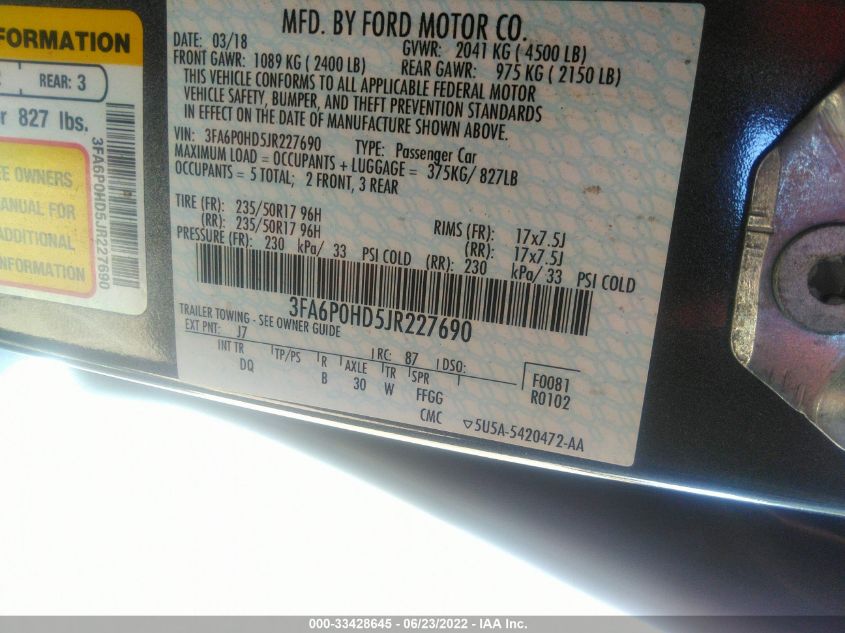 FORMATION
REAR: 3
827 lbs.
EE OWNERS
MANUAL FOR
ADDITIONAL
NFORMATION
3FA6P0HD5JR227690
MFD. BY FORD MOTOR CO.
DATE: 03/18 GVWR: 2041 KG ( 4500 LB)
FRONT GAWR: 1089 KG ( 2400 LB) REAR GAWR: 975 KG ( 2150 LB)
THIS VEHICLE CONFORMS TO ALL APPLICABLE FEDERAL MOTOR
VEHICLE SAFETY, BUMPER, AND THEFT PREVENTION STANDARDS
IN EFFECT ON THE DATE OF MANUFACTURE SHOWN ABOVE.
VIN: 3FA6P0HD5JR227690 TYPE: Passenger Car
MAXIMUM LOAD = OCCUPANTS + LUGGAGE = 375KG/ 827LB
OCCUPANTS = 5 TOTAL; 2 FRONT, 3 REAR
TIRE (FR): 235/50R17 96H RIMS (FR): 17x7.5J
(RR): 235/50R17 96H (RR): 17x7.5J
PRESSURE (FR): 230 kPa/ 33 PSI COLD (RR): 230 kPa/ 33 PSI COLD
3FA6P0HD5JR227690
TRAILER TOWING - SEE OWNER GUIDE
EXT PNT: J7 RC: 87 DSO:
INT TR TP/PS R AXLE TR SPR F0081
DQ B 30 W FFGG R0102
CMC ▽5U5A-5420472-AA
000-33428645 - 06/23/2022 - IAA Inc.